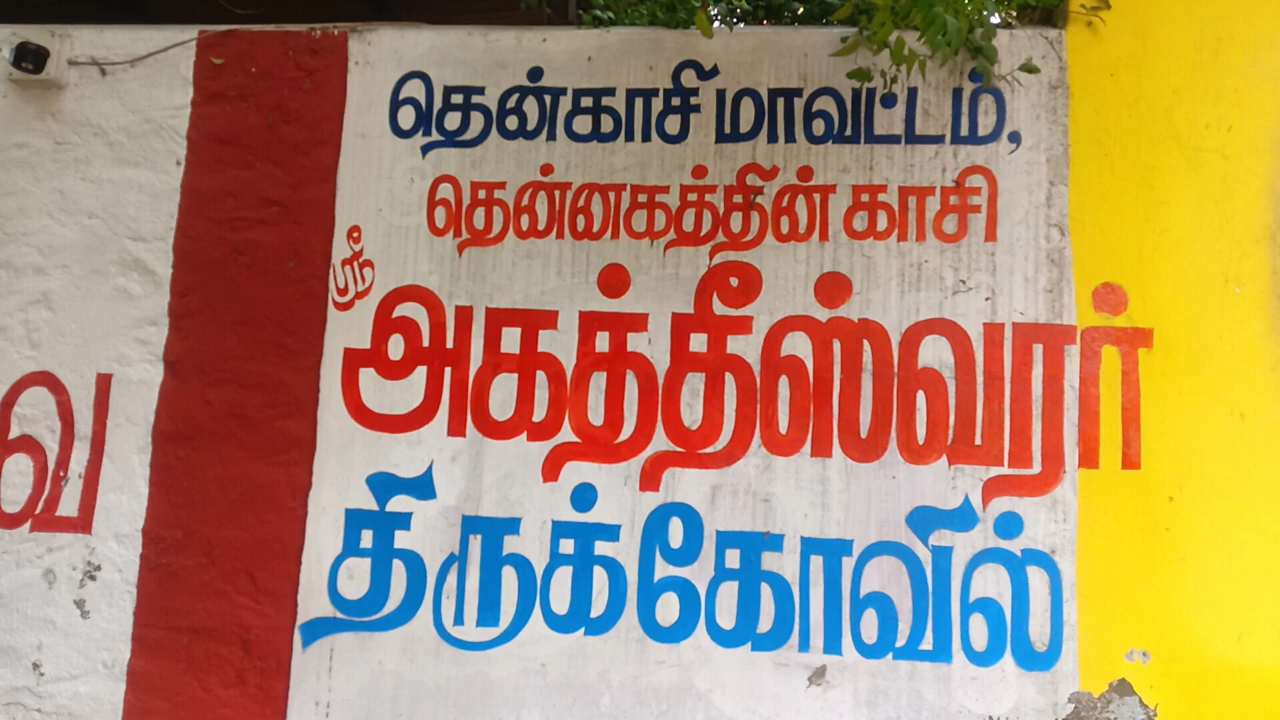 தென்காசி மாவட்டம்,
தென்னகத்தின் காசி
ஸ்ரீ
அகத்தீஸ்வரர்
திருக்கோவில்
வ